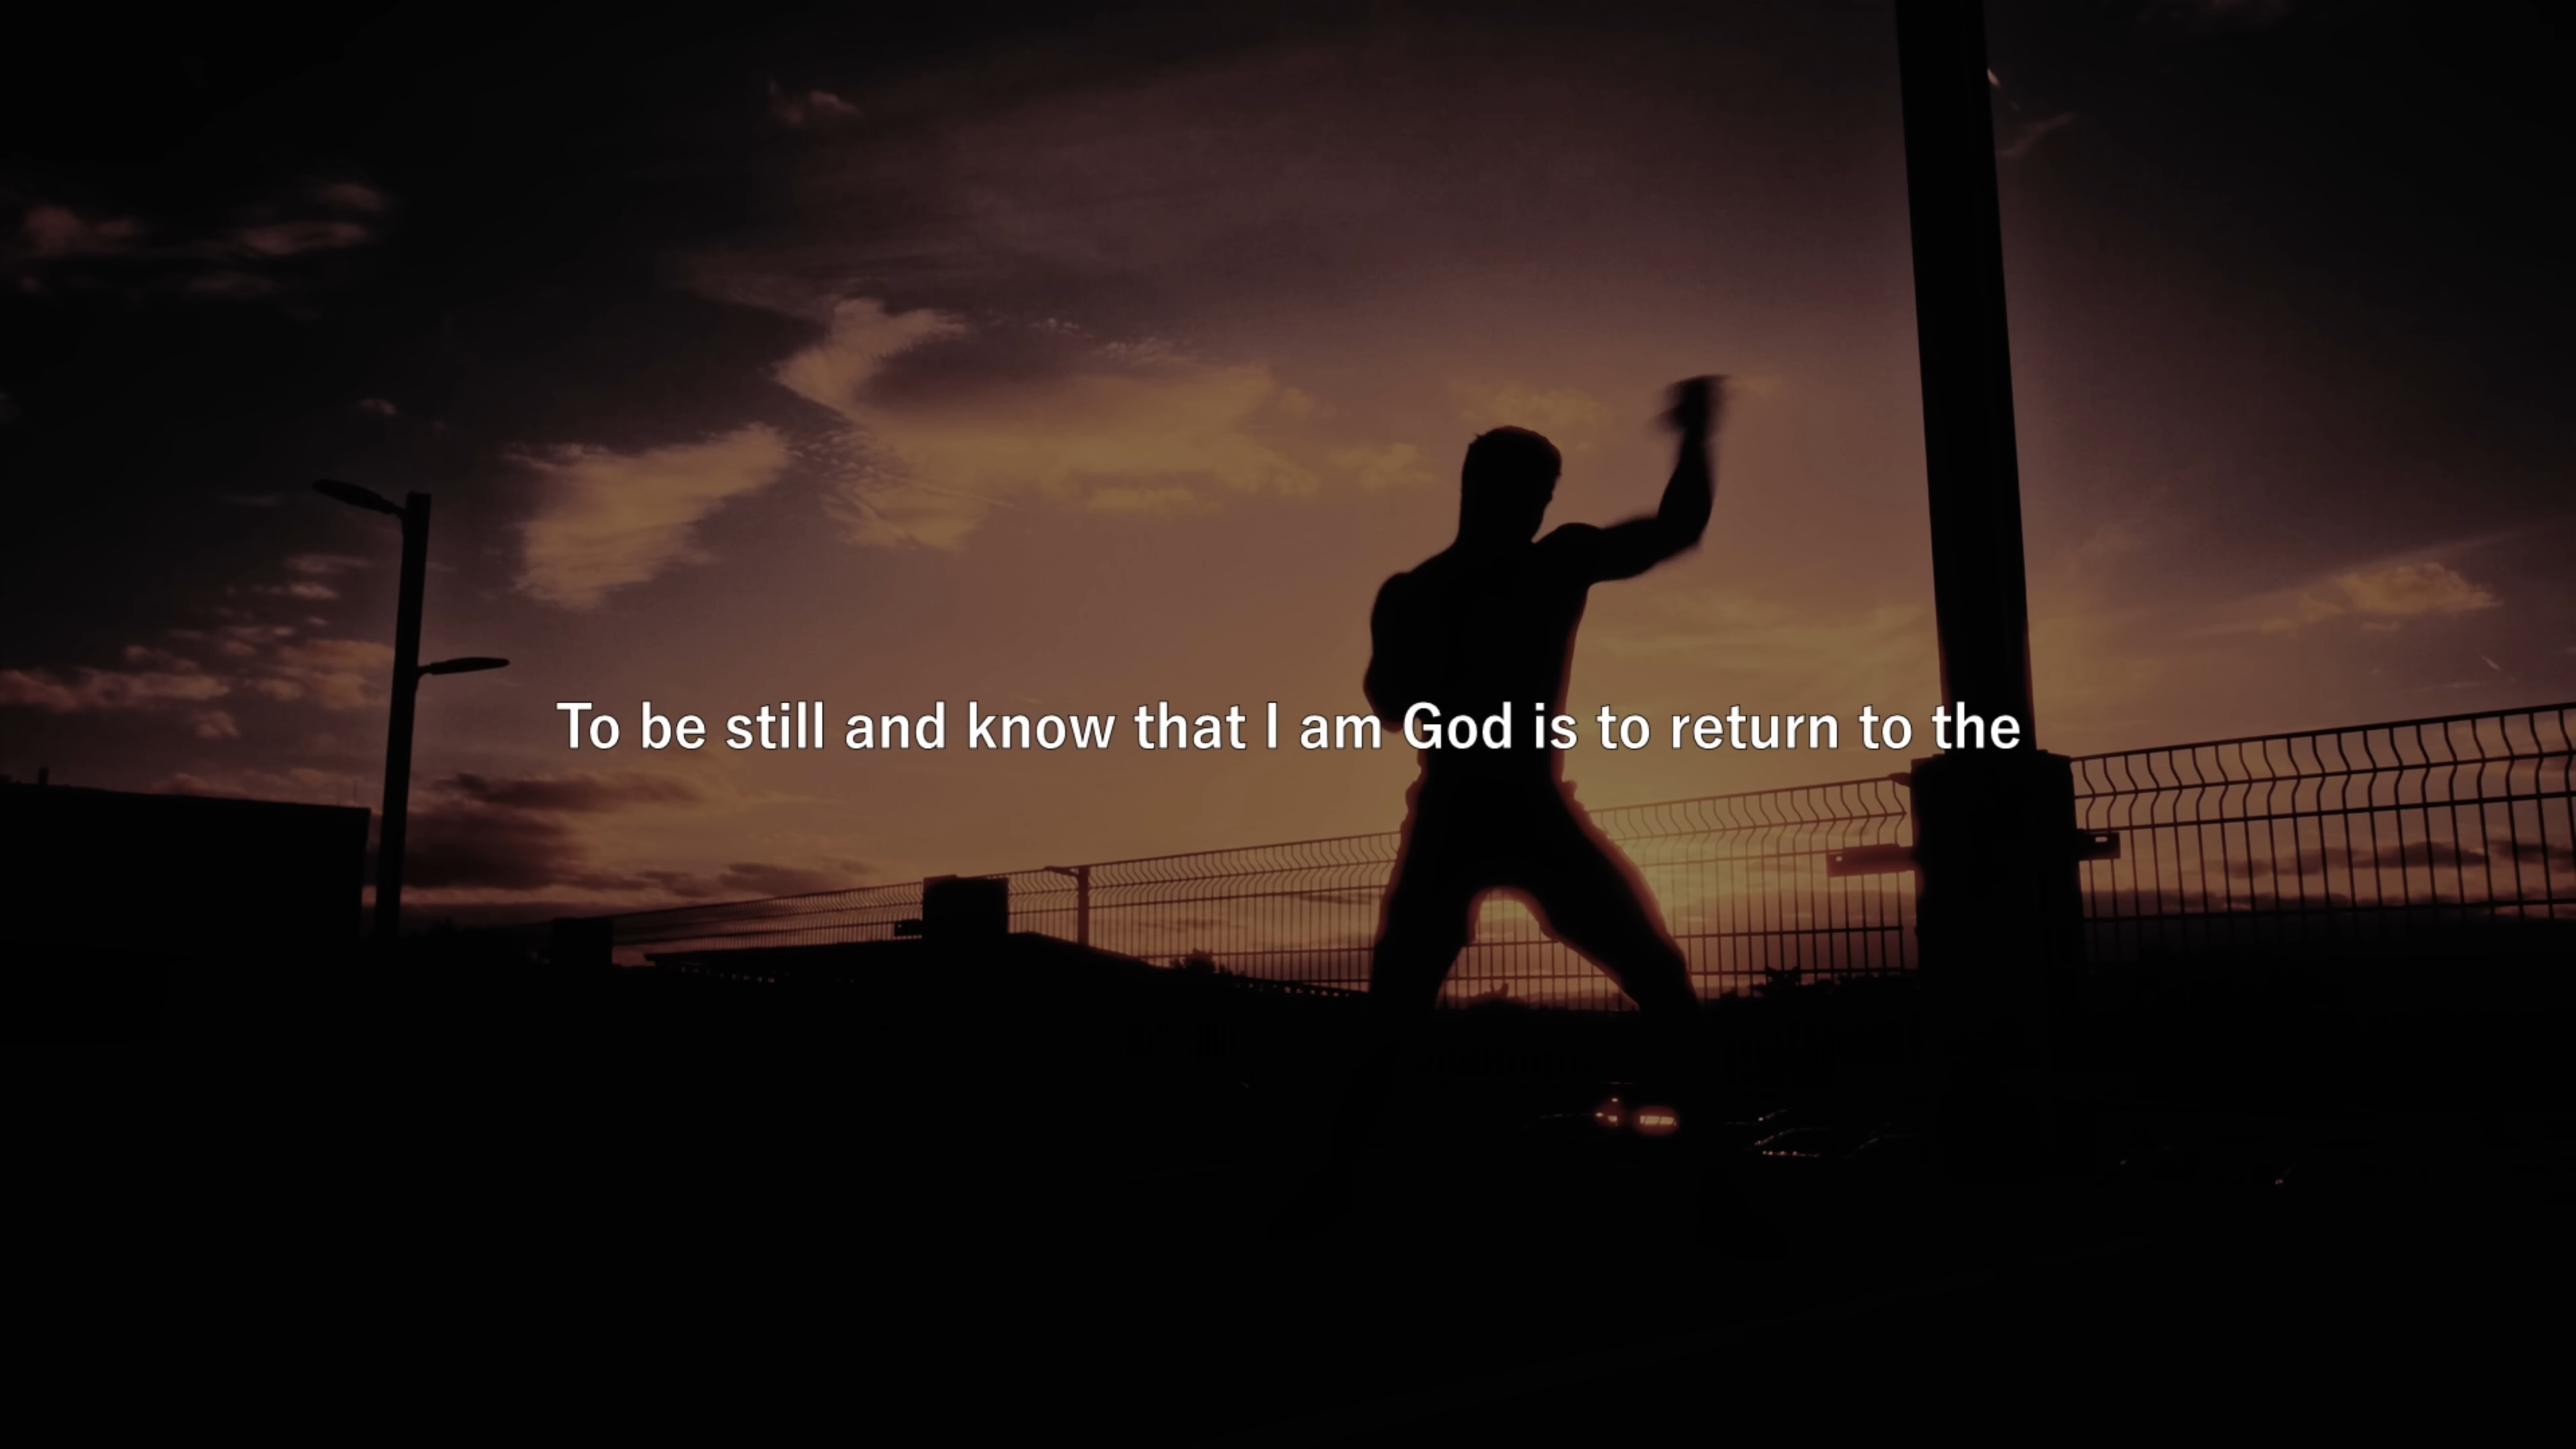 To be still and know that I am God is to return to the